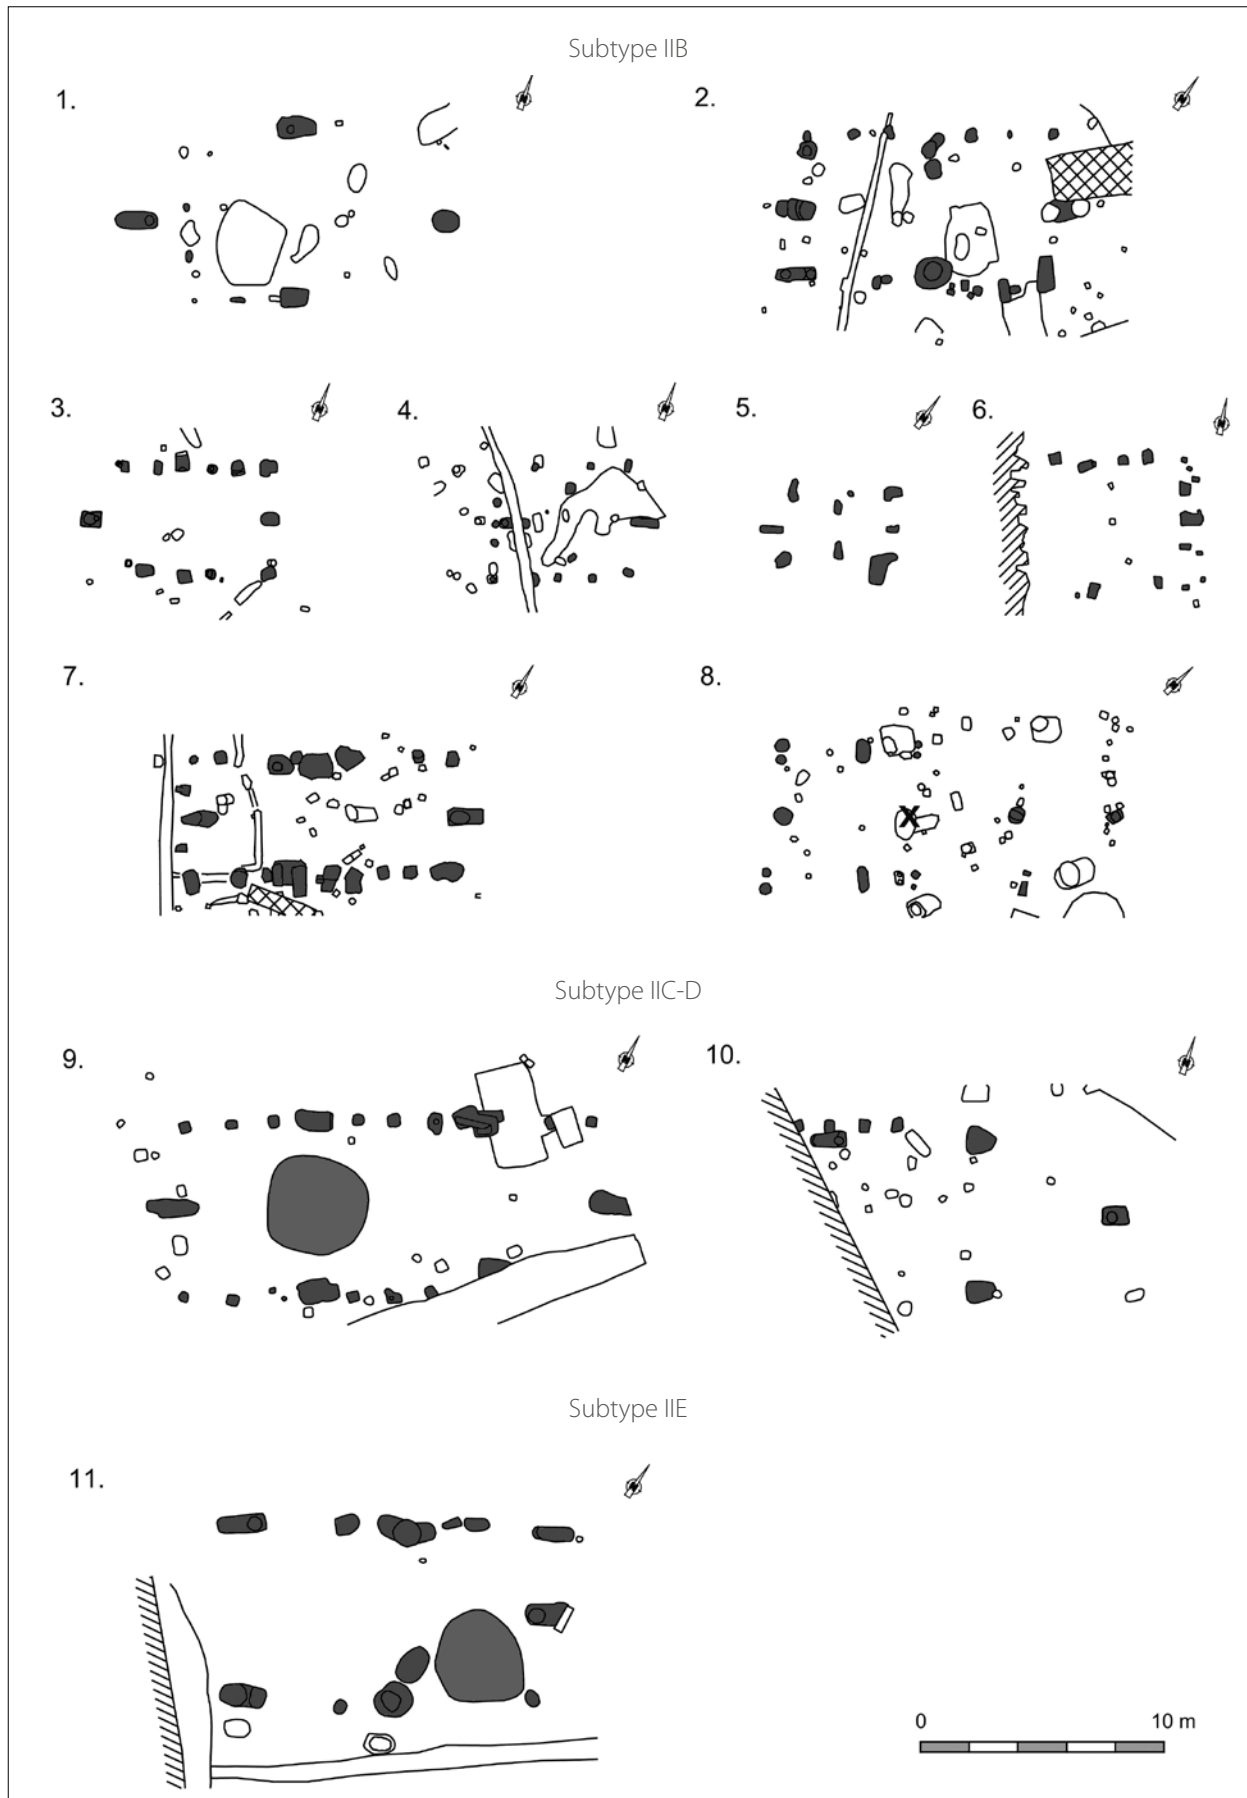 Subtype IIB
1.
2.
3.
4.
5.
6.
7.
8.
Subtype IIC-D
9.
10.
Subtype IIE
11.
0 10 m